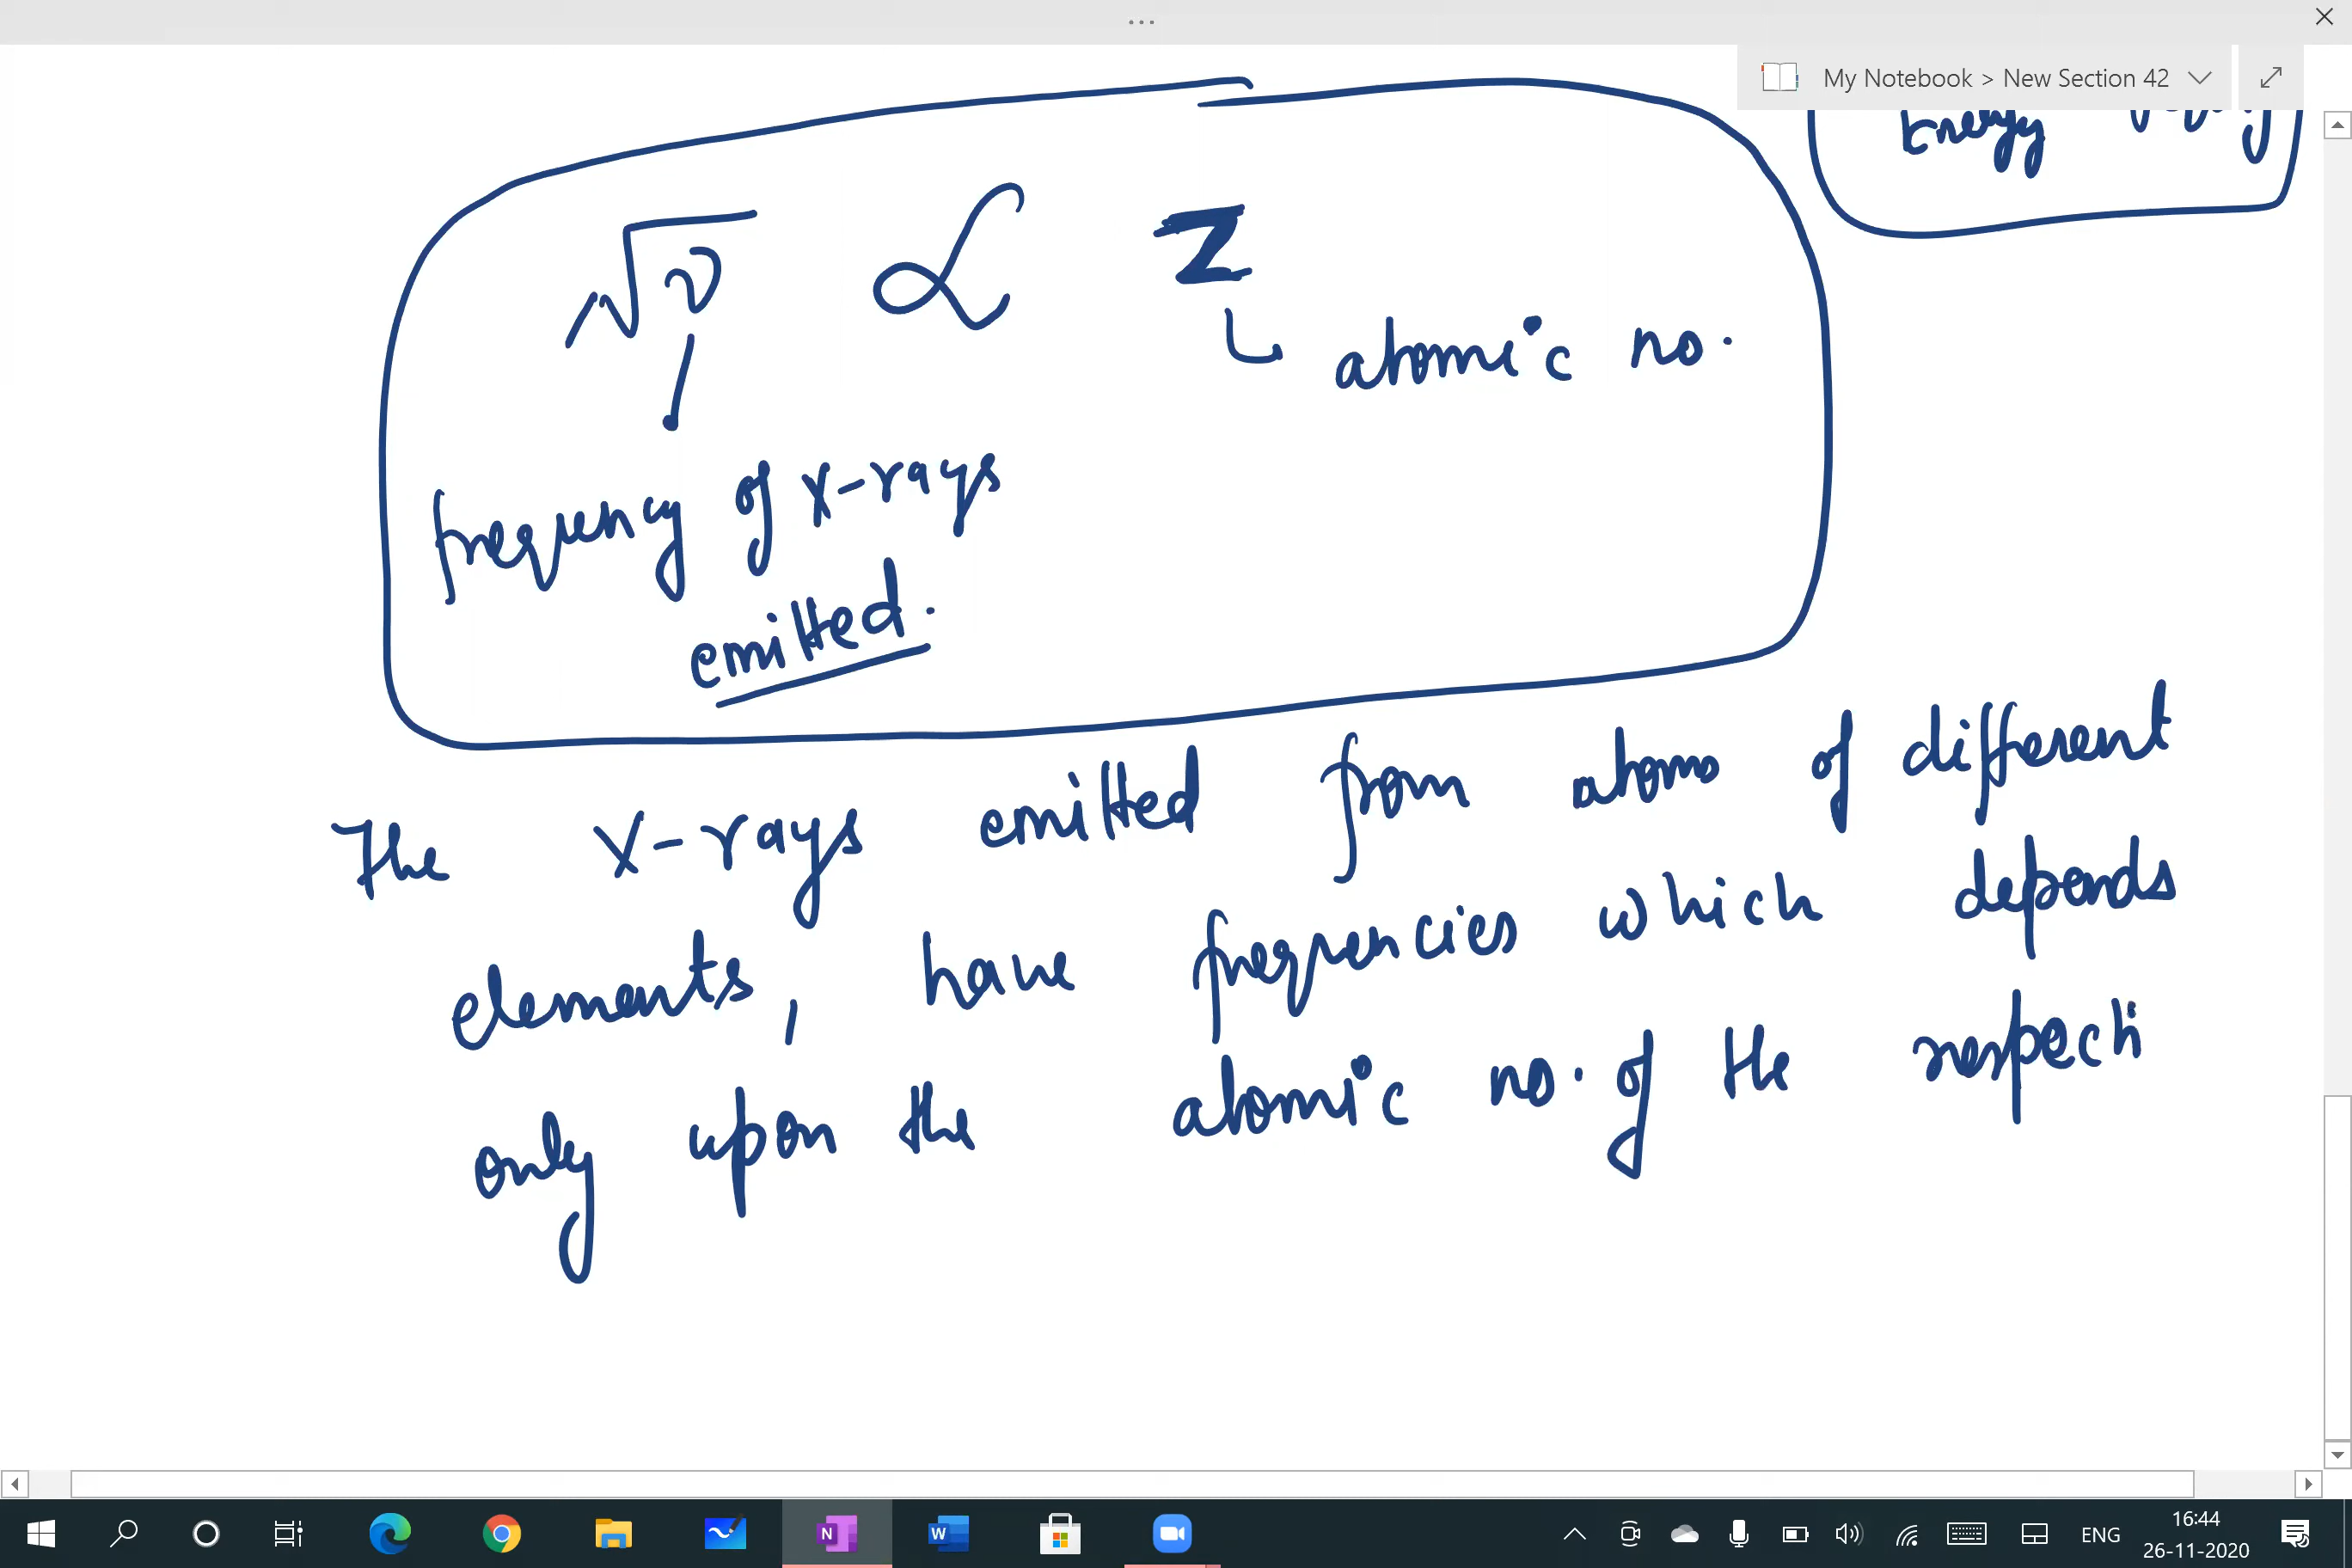 My Notebook > New Section 42
Energy
√ν ∝ Z
atomic no.
frequency of X-rays
emitted.
The X-rays emitted from atoms of different
elements, have frequencies which depends
only upon the atomic no. of the respecti
ENG
16:44
26-11-2020